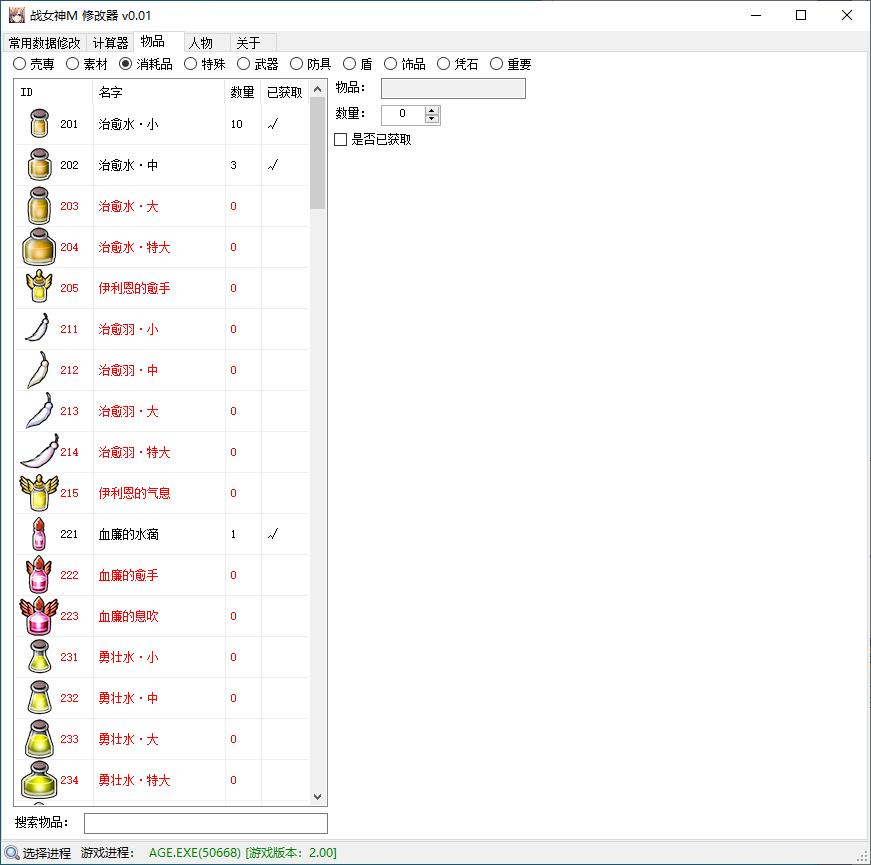 战女神M 修改器 v0.01
常用数据修改 计算器 物品 人物 关于
壳専 素材 消耗品 特殊 武器 防具 盾 饰品 凭石 重要
ID 名字 数量 已获取
201 治愈水·小 10 √
202 治愈水·中 3 √
203 治愈水·大 0
204 治愈水·特大 0
205 伊利恩的愈手 0
211 治愈羽·小 0
212 治愈羽·中 0
213 治愈羽·大 0
214 治愈羽·特大 0
215 伊利恩的气息 0
221 血廉的水滴 1 √
222 血廉的愈手 0
223 血廉的息吹 0
231 勇壮水·小 0
232 勇壮水·中 0
233 勇壮水·大 0
234 勇壮水·特大 0
物品：
数量： 0
是否已获取
搜索物品：
选择进程 游戏进程： AGE.EXE(50668) [游戏版本：2.00]